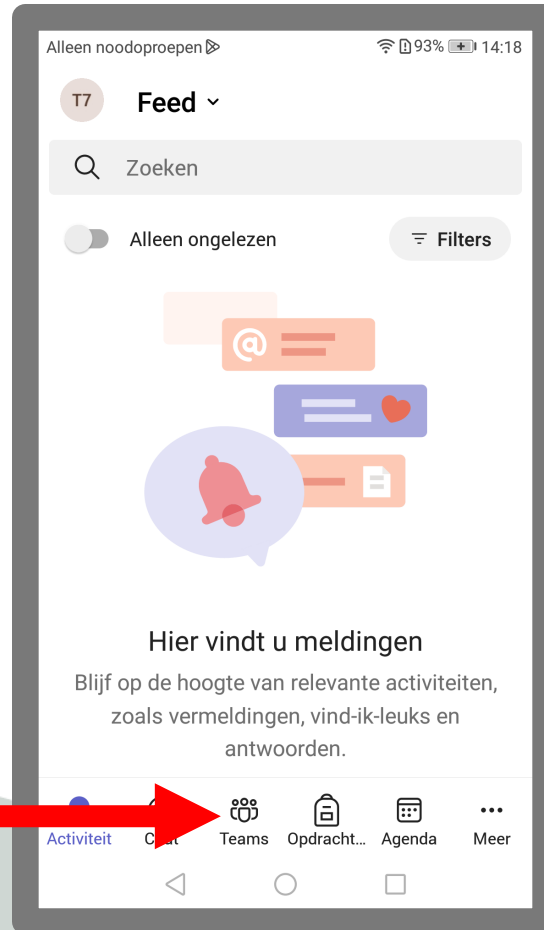 Alleen noodoproepen 93% 14:18
T7 Feed
Zoeken
Alleen ongelezen Filters
@
Hier vindt u meldingen
Blijf op de hoogte van relevante activiteiten,
zoals vermeldingen, vind-ik-leuks en
antwoorden.
Activiteit Teams Opdracht... Agenda Meer